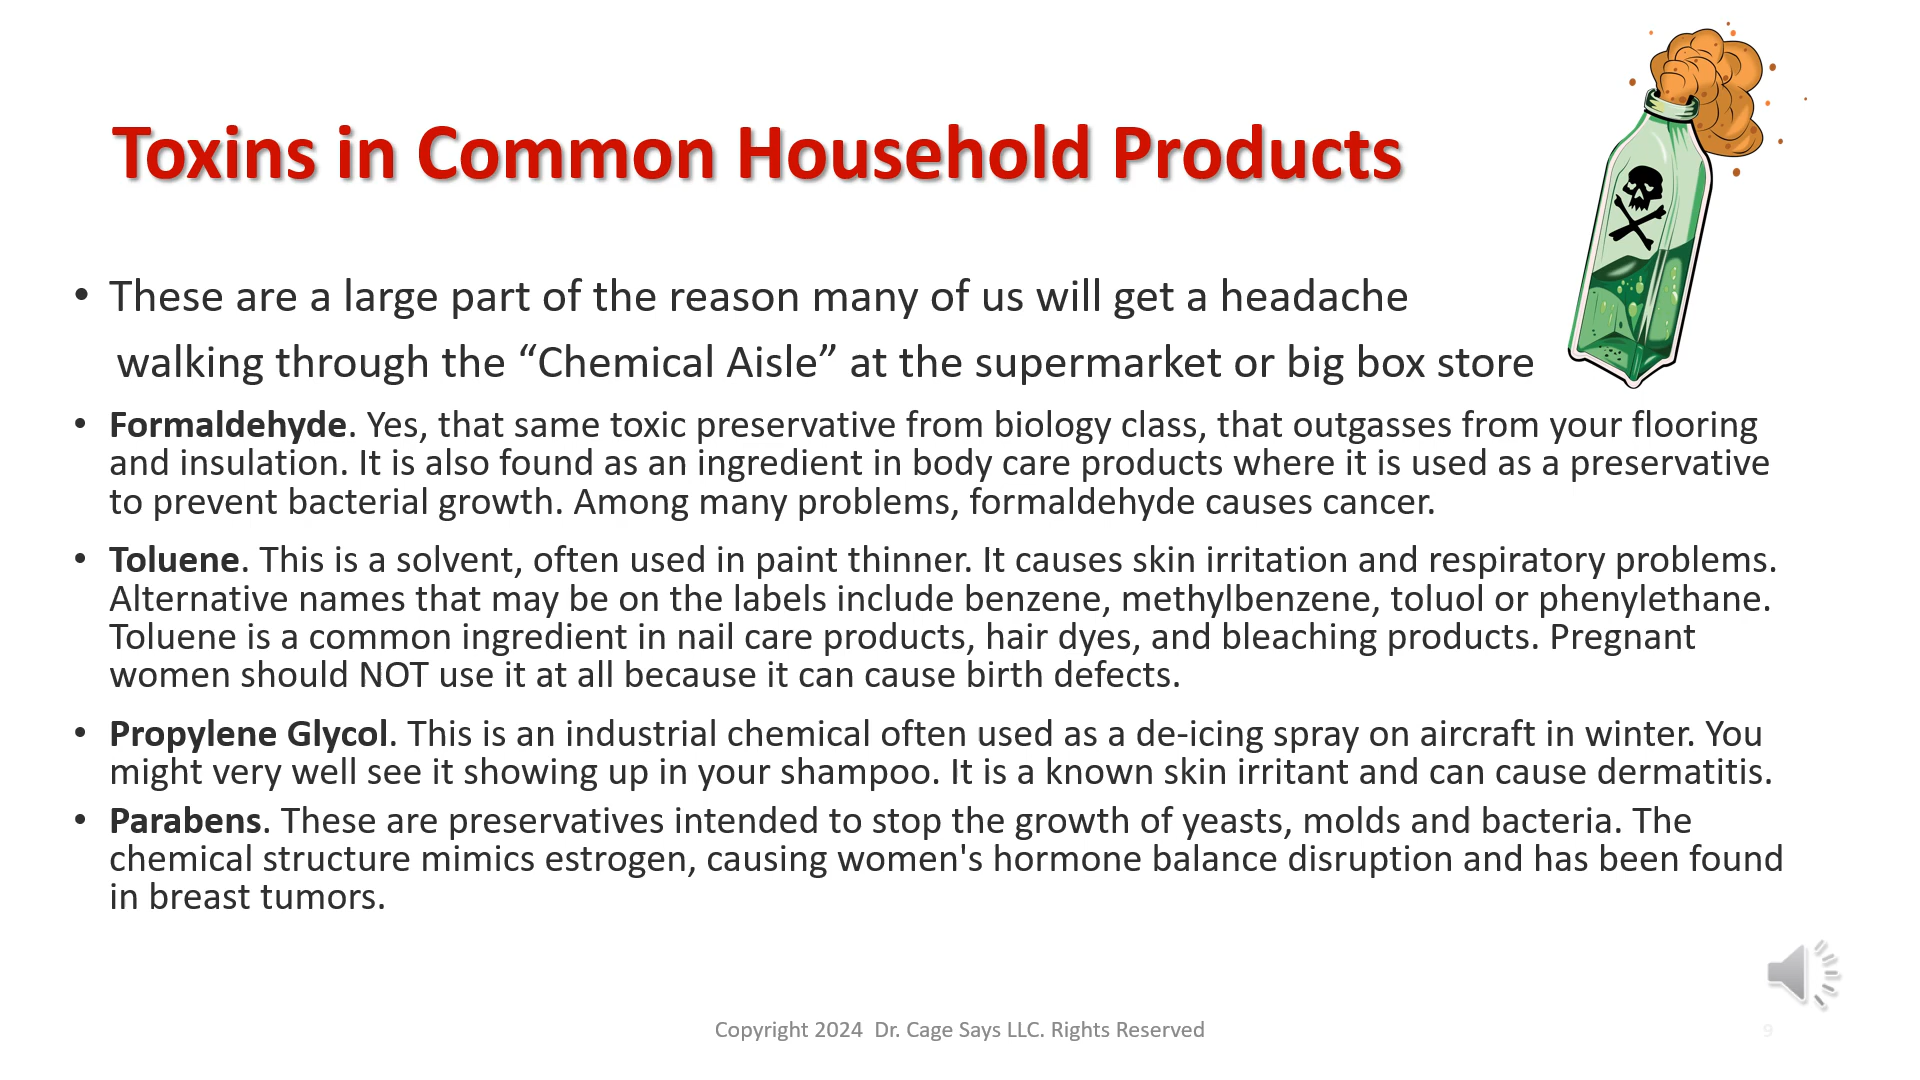 Toxins in Common Household Products
• These are a large part of the reason many of us will get a headache
walking through the “Chemical Aisle” at the supermarket or big box store
• Formaldehyde. Yes, that same toxic preservative from biology class, that outgasses from your flooring
and insulation. It is also found as an ingredient in body care products where it is used as a preservative
to prevent bacterial growth. Among many problems, formaldehyde causes cancer.
• Toluene. This is a solvent, often used in paint thinner. It causes skin irritation and respiratory problems.
Alternative names that may be on the labels include benzene, methylbenzene, toluol or phenylethane.
Toluene is a common ingredient in nail care products, hair dyes, and bleaching products. Pregnant
women should NOT use it at all because it can cause birth defects.
• Propylene Glycol. This is an industrial chemical often used as a de-icing spray on aircraft in winter. You
might very well see it showing up in your shampoo. It is a known skin irritant and can cause dermatitis.
• Parabens. These are preservatives intended to stop the growth of yeasts, molds and bacteria. The
chemical structure mimics estrogen, causing women's hormone balance disruption and has been found
in breast tumors.
Copyright 2024 Dr. Cage Says LLC. Rights Reserved
9